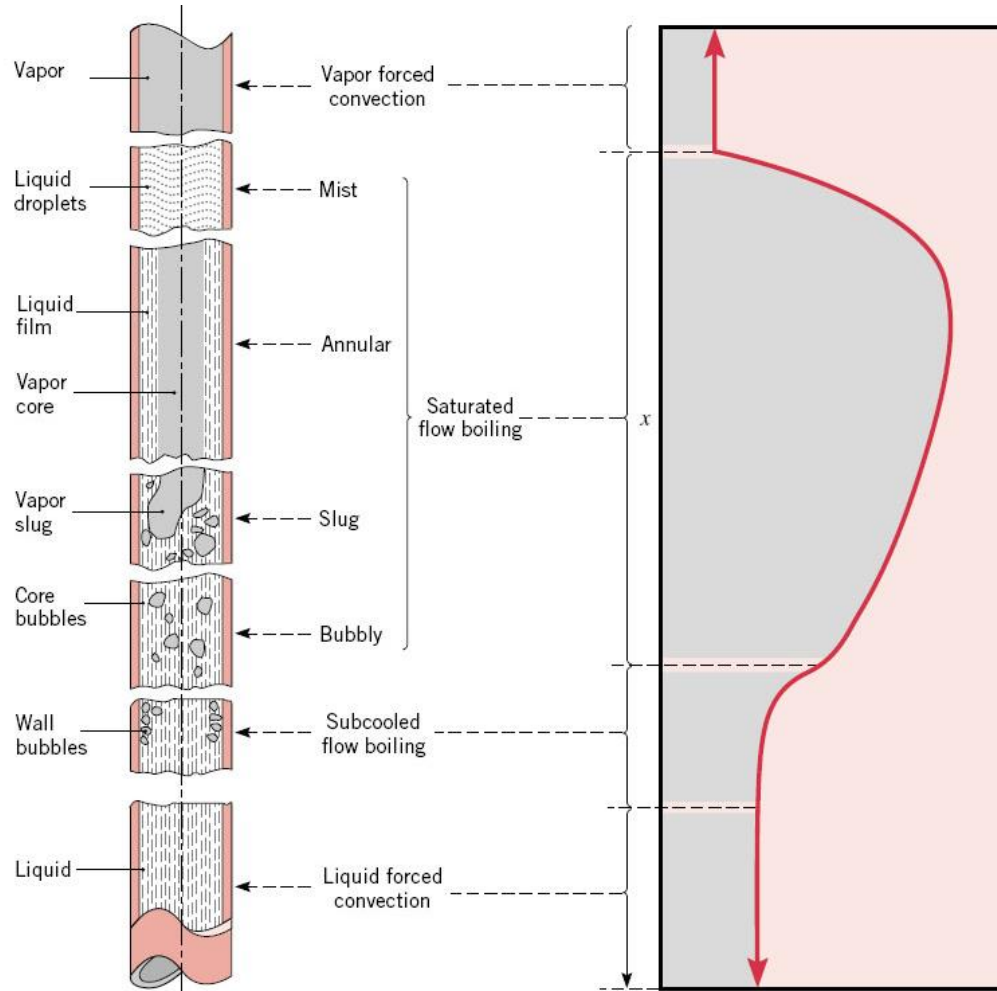 Vapor
Vapor forced
convection
Liquid
droplets
Mist
Liquid
film
Annular
Vapor
core
Saturated
flow boiling
x
Vapor
slug
Slug
Core
bubbles
Bubbly
Wall
bubbles
Subcooled
flow boiling
Liquid
Liquid forced
convection